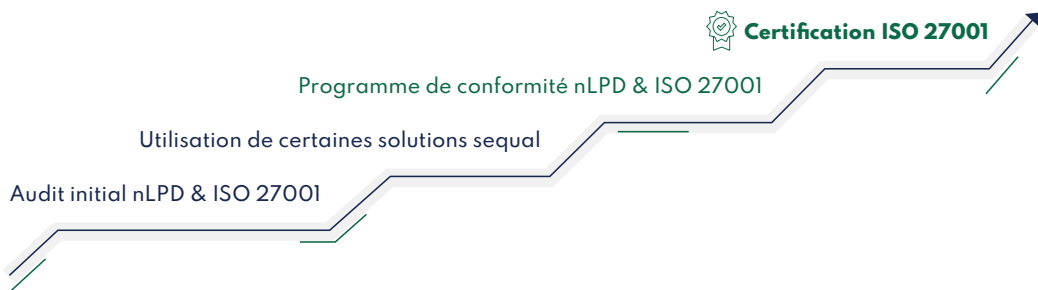 Certification ISO 27001
Programme de conformité nLPD & ISO 27001
Utilisation de certaines solutions sequal
Audit initial nLPD & ISO 27001